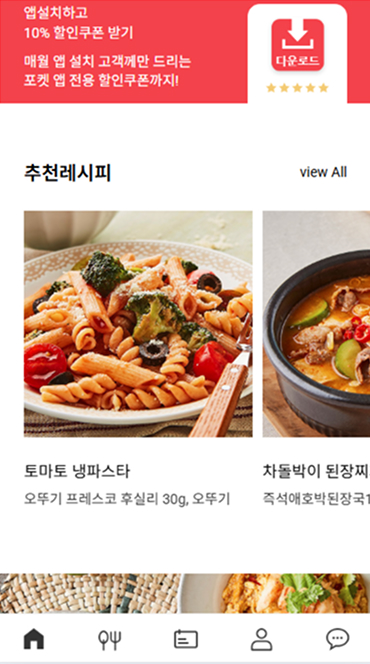 앱설치하고
10% 할인쿠폰 받기
매월 앱 설치 고객께만 드리는
포켓 앱 전용 할인쿠폰까지!
다운로드
추천레시피
view All
토마토 냉파스타
차돌박이 된장찌
오뚜기 프레스코 후실리 30g, 오뚜기
즉석애호박된장국1